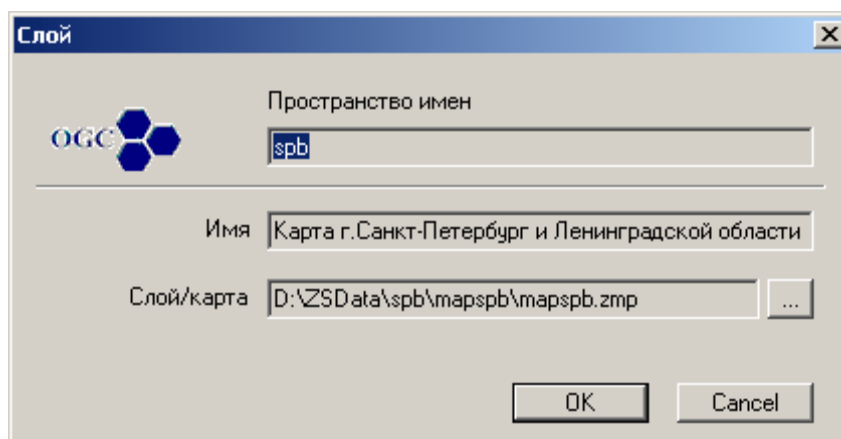 Слой
Пространство имен
OGC
spb
Имя
Карта г.Санкт-Петербург и Ленинградской области
Слой/карта
D:\ZSData\spb\mapspb\mapspb.zmp
...
OK
Cancel